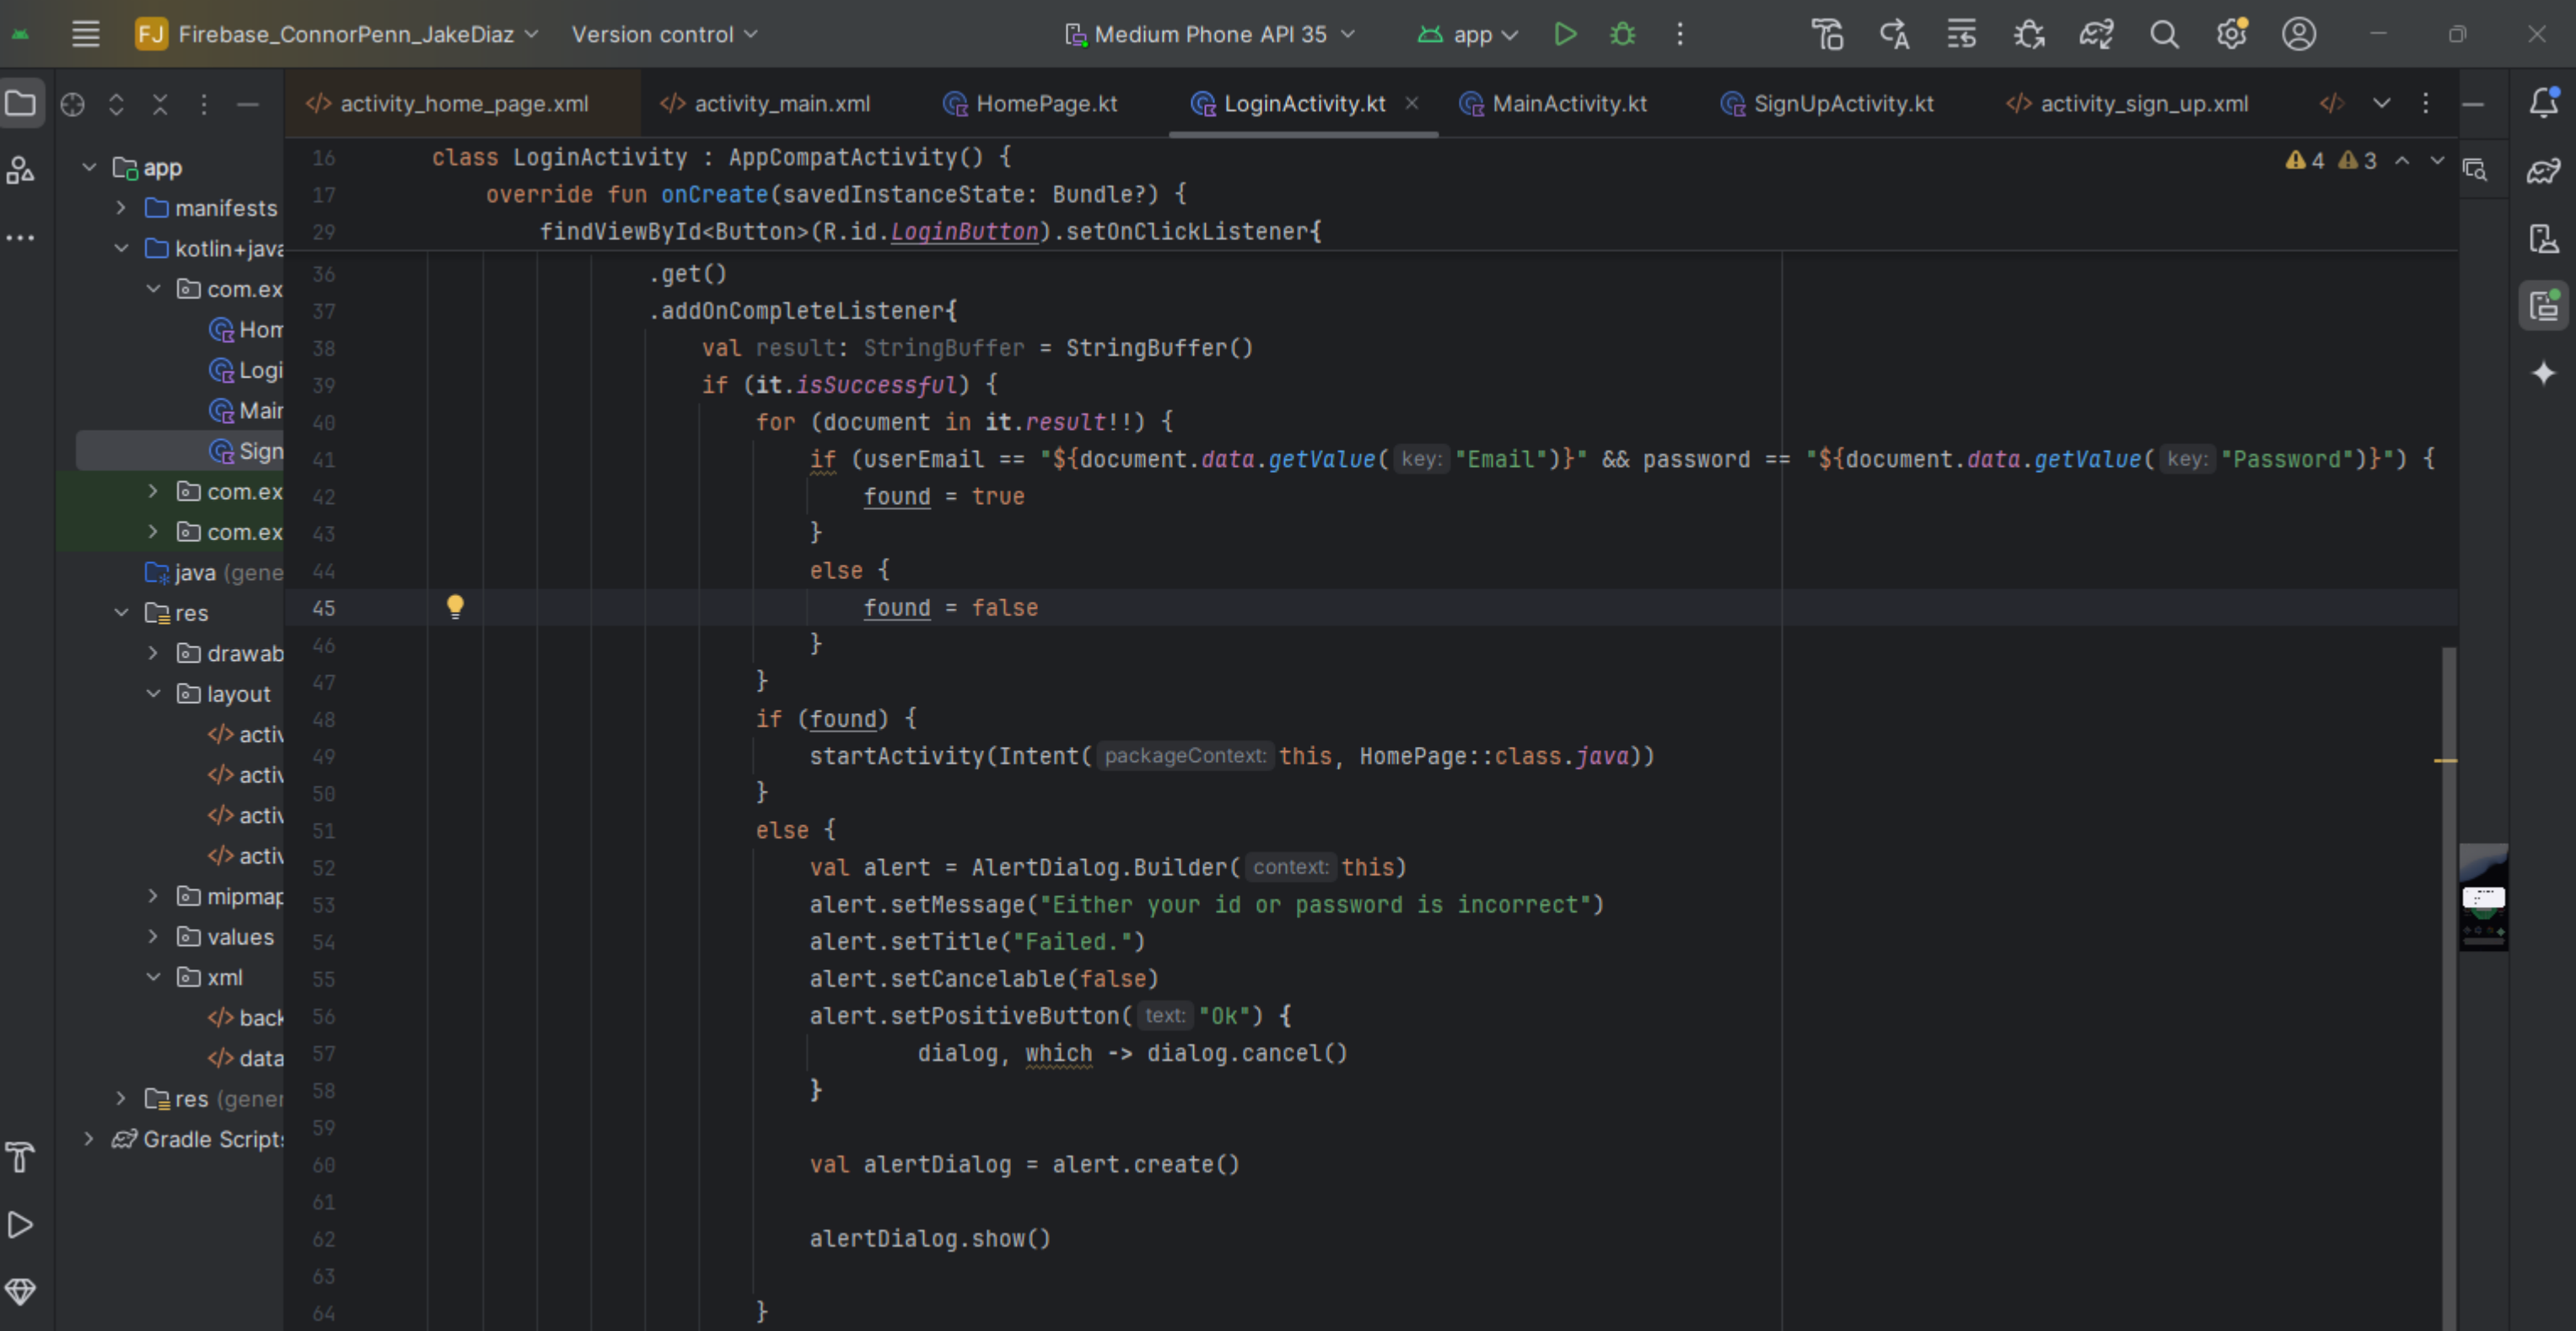 FJ Firebase_ConnorPenn_JakeDiaz Version control Medium Phone API 35 app
activity_home_page.xml activity_main.xml HomePage.kt LoginActivity.kt MainActivity.kt SignUpActivity.kt activity_sign_up.xml
app
manifests
kotlin+java
com.ex
Hom
Logi
Mair
Sign
com.ex
com.ex
java (gene
res
drawab
layout
activ
activ
activ
activ
mipmap
values
xml
back
data
res (gener
Gradle Scripts
4 3
16 class LoginActivity : AppCompatActivity() {
17 override fun onCreate(savedInstanceState: Bundle?) {
29 findViewById<Button>(R.id.LoginButton).setOnClickListener{
36 .get()
37 .addOnCompleteListener{
38 val result: StringBuffer = StringBuffer()
39 if (it.isSuccessful) {
40 for (document in it.result!!) {
41 if (userEmail == "${document.data.getValue( key: "Email")}" && password == "${document.data.getValue( key: "Password")}") {
42 found = true
43 }
44 else {
45 found = false
46 }
47 }
48 if (found) {
49 startActivity(Intent( packageContext: this, HomePage::class.java))
50 }
51 else {
52 val alert = AlertDialog.Builder( context: this)
53 alert.setMessage("Either your id or password is incorrect")
54 alert.setTitle("Failed.")
55 alert.setCancelable(false)
56 alert.setPositiveButton( text: "Ok") {
57 dialog, which -> dialog.cancel()
58 }
59
60 val alertDialog = alert.create()
61
62 alertDialog.show()
63
64 }